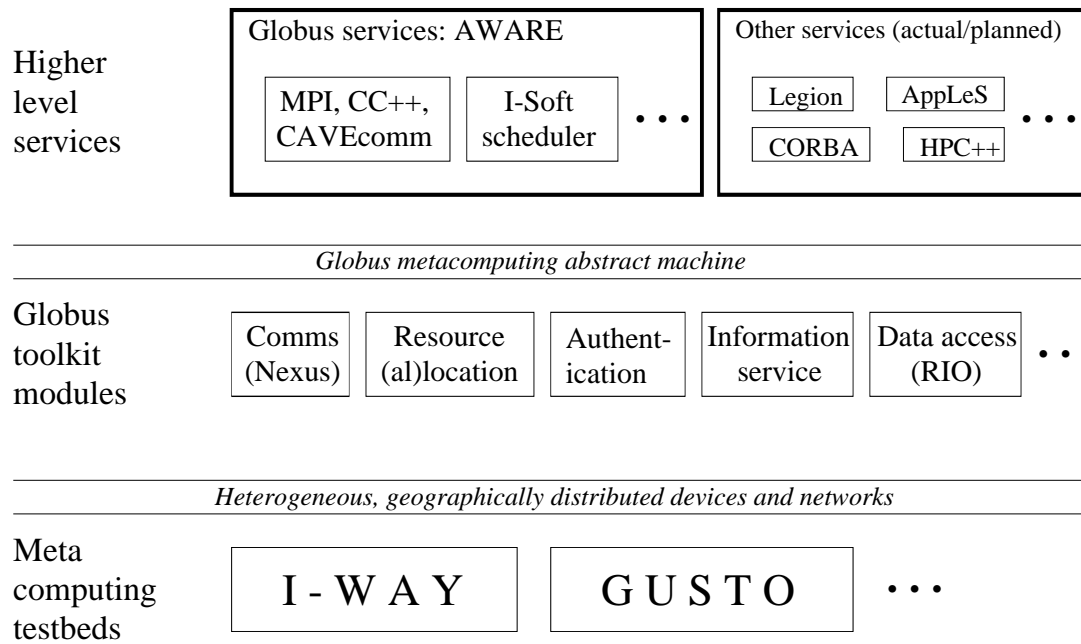 Higher
level
services
Globus services: AWARE
MPI, CC++,
CAVEcomm
I-Soft
scheduler
• • •
Other services (actual/planned)
Legion
AppLeS
CORBA
HPC++
• • •
Globus metacomputing abstract machine
Globus
toolkit
modules
Comms
(Nexus)
Resource
(al)location
Authent-
ication
Information
service
Data access
(RIO)
• •
Heterogeneous, geographically distributed devices and networks
Meta
computing
testbeds
I - W A Y
G U S T O
• • •